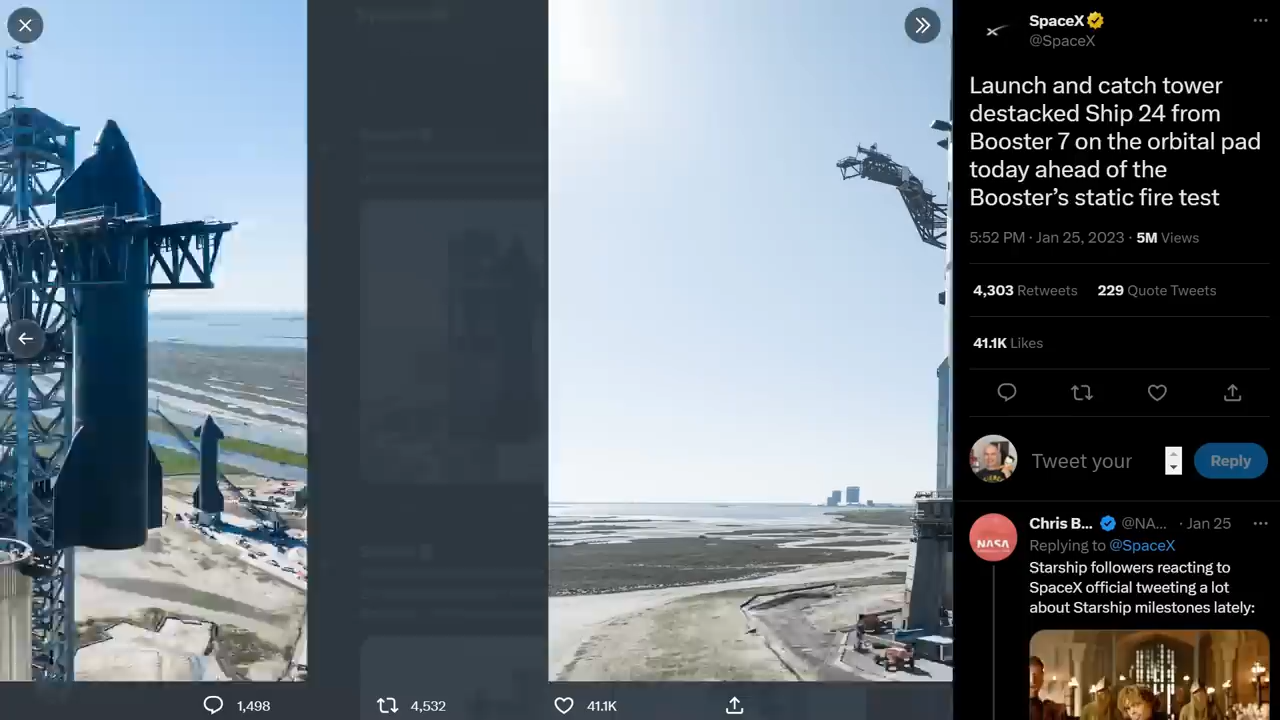 SpaceX
@SpaceX
Launch and catch tower
destacked Ship 24 from
Booster 7 on the orbital pad
today ahead of the
Booster’s static fire test
5:52 PM · Jan 25, 2023 · 5M Views
4,303 Retweets 229 Quote Tweets
41.1K Likes
Tweet your
Reply
Chris B... @NA... · Jan 25
NASA
Replying to @SpaceX
Starship followers reacting to
SpaceX official tweeting a lot
about Starship milestones lately:
1,498 4,532 41.1K